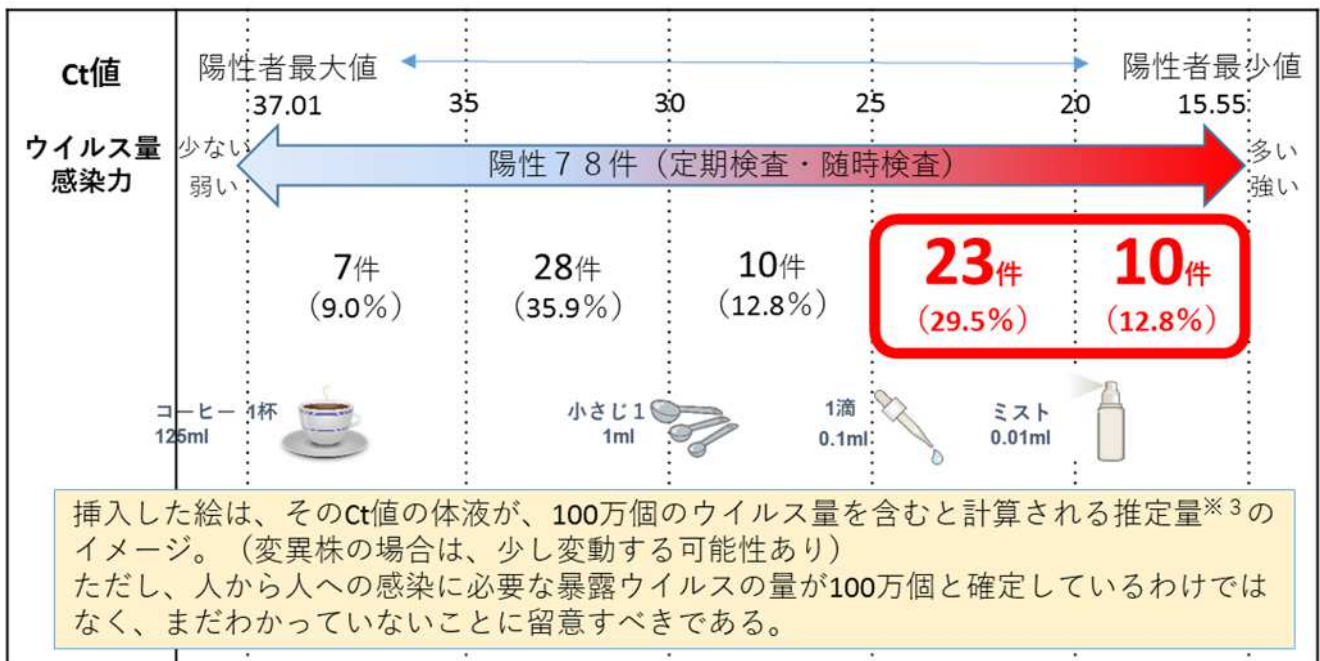 Ct値
陽性者最大値
陽性者最少値
37.01
35
30
25
20
15.55
ウイルス量
感染力
少ない
弱い
陽性７８件（定期検査・随時検査）
多い
強い
7件
（9.0%）
28件
（35.9%）
10件
（12.8%）
23件
（29.5%）
10件
（12.8%）
コーヒー 1杯
125ml
小さじ１
1ml
1滴
0.1ml
ミスト
0.01ml
挿入した絵は、そのCt値の体液が、100万個のウイルス量を含むと計算される推定量※３の
イメージ。（変異株の場合は、少し変動する可能性あり）
ただし、人から人への感染に必要な暴露ウイルスの量が100万個と確定しているわけでは
なく、まだわかっていないことに留意すべきである。